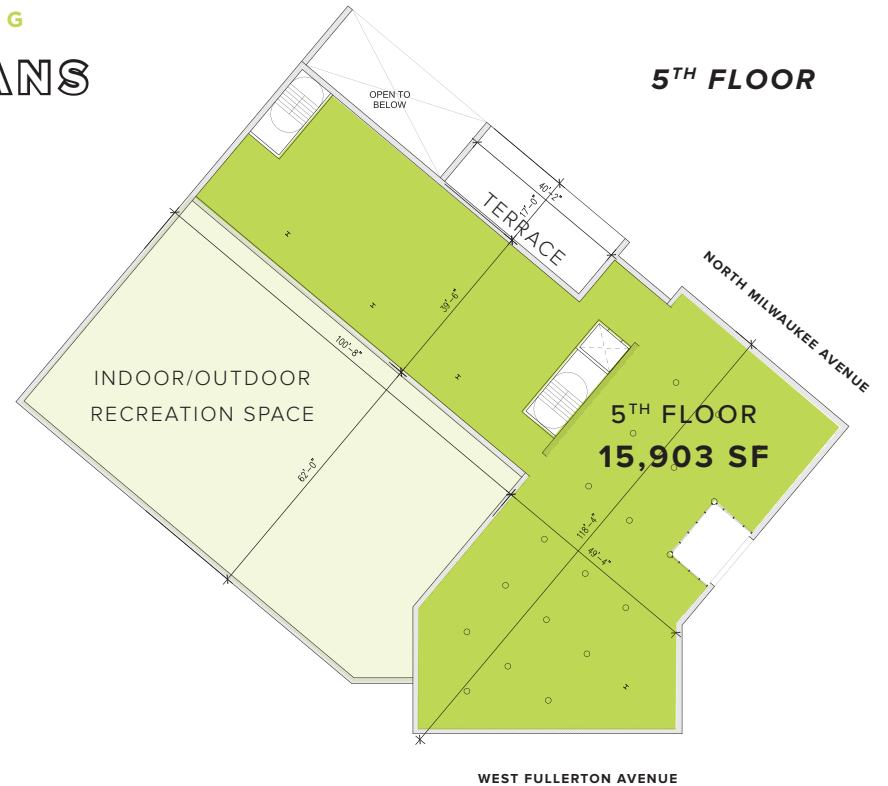 G
ANS
5TH FLOOR
OPEN TO
BELOW
40'-2"
17'-0"
TERRACE
NORTH MILWAUKEE AVENUE
39'-6"
100'-8"
INDOOR/OUTDOOR
RECREATION SPACE
5TH FLOOR
15,903 SF
62'-0"
118'-4"
49'-4"
WEST FULLERTON AVENUE